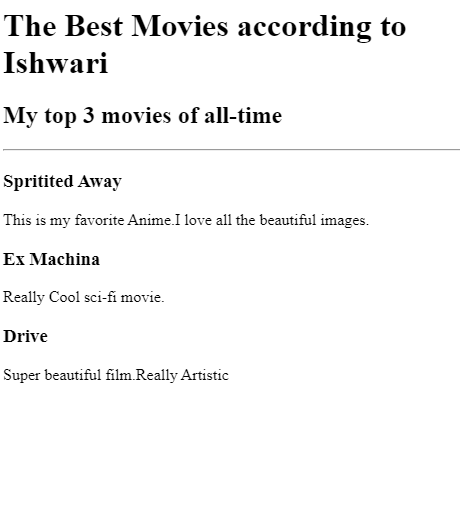 The Best Movies according to
Ishwari
My top 3 movies of all-time
Spritited Away
This is my favorite Anime.I love all the beautiful images.
Ex Machina
Really Cool sci-fi movie.
Drive
Super beautiful film.Really Artistic